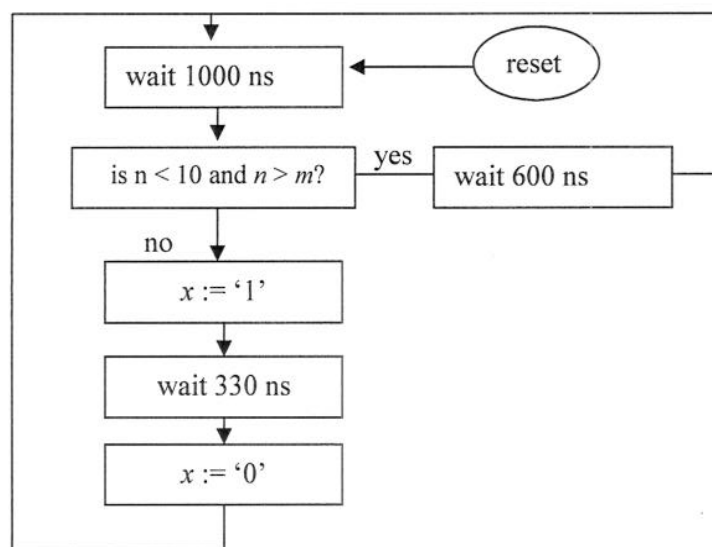 wait 1000 ns
reset
is n < 10 and n > m?
yes
wait 600 ns
no
x := ‘1’
wait 330 ns
x := ‘0’